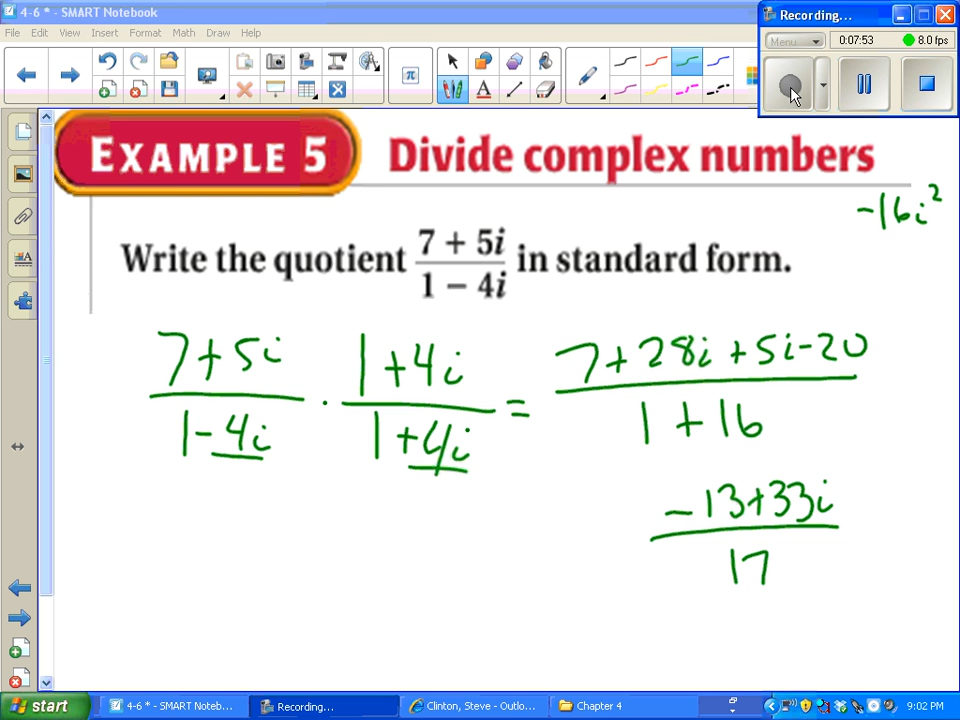 4-6 * - SMART Notebook
Recording...
File Edit View Insert Format Math Draw Help
Menu 0:07:53 8.0 fps
π
A
EXAMPLE 5 Divide complex numbers
-16i²
Write the quotient (7 + 5i)/(1 − 4i) in standard form.
(7+5i)/(1-4i) · (1+4i)/(1+4i) = (7+28i+5i-20)/(1+16)
(-13+33i)/17
start 4-6 * - SMART Noteb... Recording... Clinton, Steve - Outlo... Chapter 4 9:02 PM